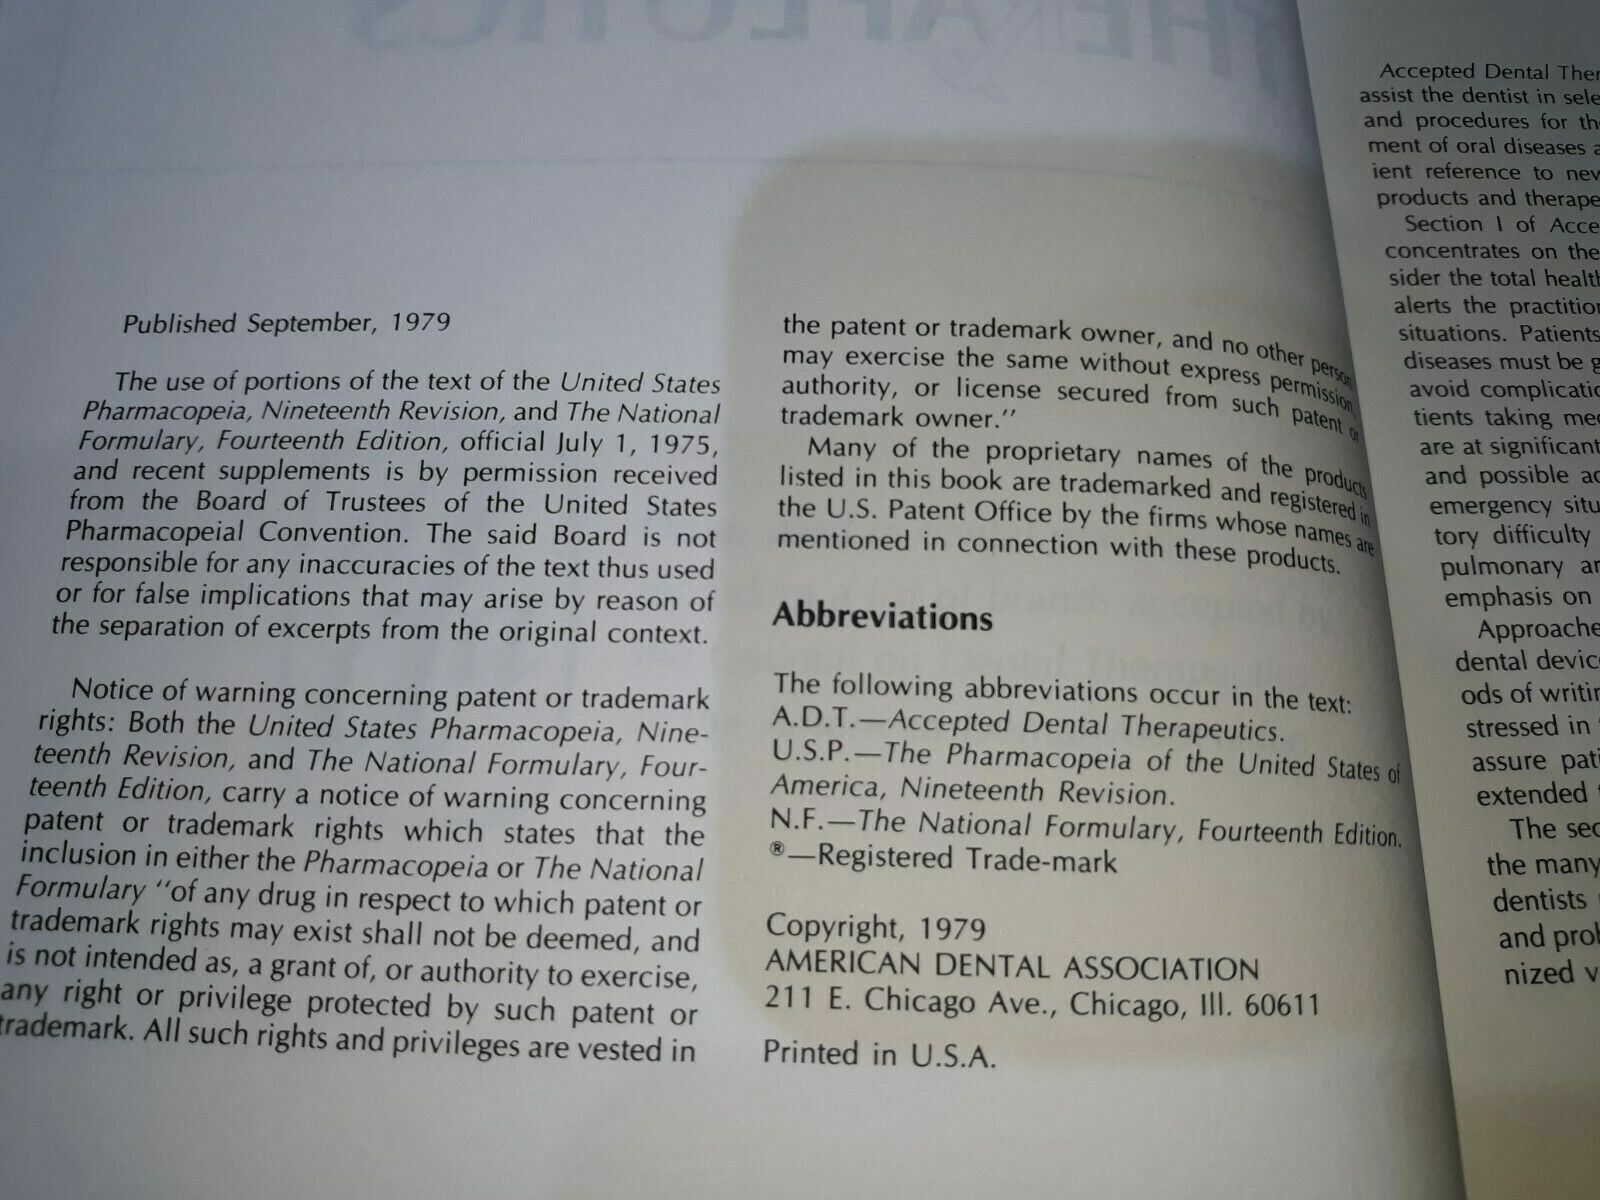 THERAPEUTICS
Published September, 1979
The use of portions of the text of the United States
Pharmacopeia, Nineteenth Revision, and The National
Formulary, Fourteenth Edition, official July 1, 1975,
and recent supplements is by permission received
from the Board of Trustees of the United States
Pharmacopeial Convention. The said Board is not
responsible for any inaccuracies of the text thus used
or for false implications that may arise by reason of
the separation of excerpts from the original context.
Notice of warning concerning patent or trademark
rights: Both the United States Pharmacopeia, Nine-
teenth Revision, and The National Formulary, Four-
teenth Edition, carry a notice of warning concerning
patent or trademark rights which states that the
inclusion in either the Pharmacopeia or The National
Formulary "of any drug in respect to which patent or
trademark rights may exist shall not be deemed, and
is not intended as, a grant of, or authority to exercise,
any right or privilege protected by such patent or
trademark. All such rights and privileges are vested in
the patent or trademark owner, and no other person
may exercise the same without express permission,
authority, or license secured from such patent or
trademark owner."
Many of the proprietary names of the products
listed in this book are trademarked and registered in
the U.S. Patent Office by the firms whose names are
mentioned in connection with these products.
Abbreviations
The following abbreviations occur in the text:
A.D.T.—Accepted Dental Therapeutics.
U.S.P.—The Pharmacopeia of the United States of
America, Nineteenth Revision.
N.F.—The National Formulary, Fourteenth Edition.
®—Registered Trade-mark
Copyright, 1979
AMERICAN DENTAL ASSOCIATION
211 E. Chicago Ave., Chicago, Ill. 60611
Printed in U.S.A.
Accepted Dental Ther
assist the dentist in sele
and procedures for th
ment of oral diseases a
ient reference to new
products and therape
Section I of Acce
concentrates on the
sider the total healt
alerts the practition
situations. Patients
diseases must be g
avoid complicatio
tients taking me
are at significant
and possible ad
emergency situ
tory difficulty
pulmonary ar
emphasis on
Approache
dental device
ods of writin
stressed in
assure pati
extended
The sec
the many
dentists
and prob
nized v